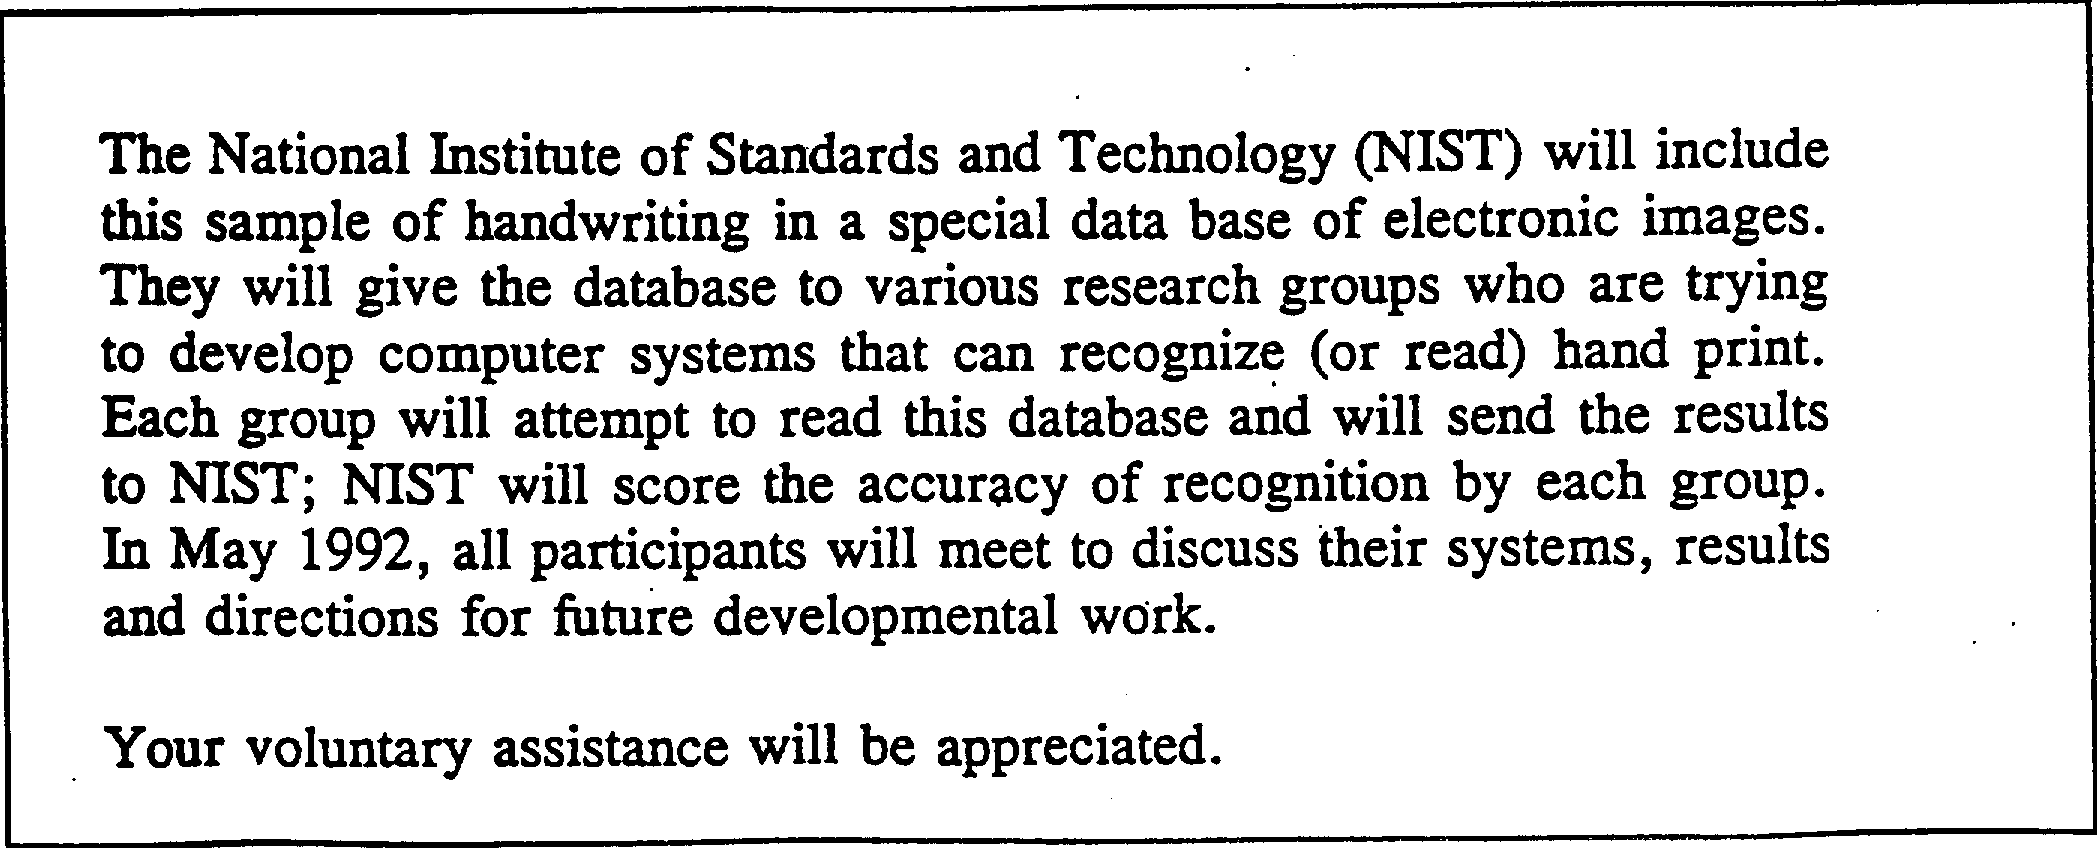 The National Institute of Standards and Technology (NIST) will include
this sample of handwriting in a special data base of electronic images.
They will give the database to various research groups who are trying
to develop computer systems that can recognize (or read) hand print.
Each group will attempt to read this database and will send the results
to NIST; NIST will score the accuracy of recognition by each group.
In May 1992, all participants will meet to discuss their systems, results
and directions for future developmental work.
Your voluntary assistance will be appreciated.